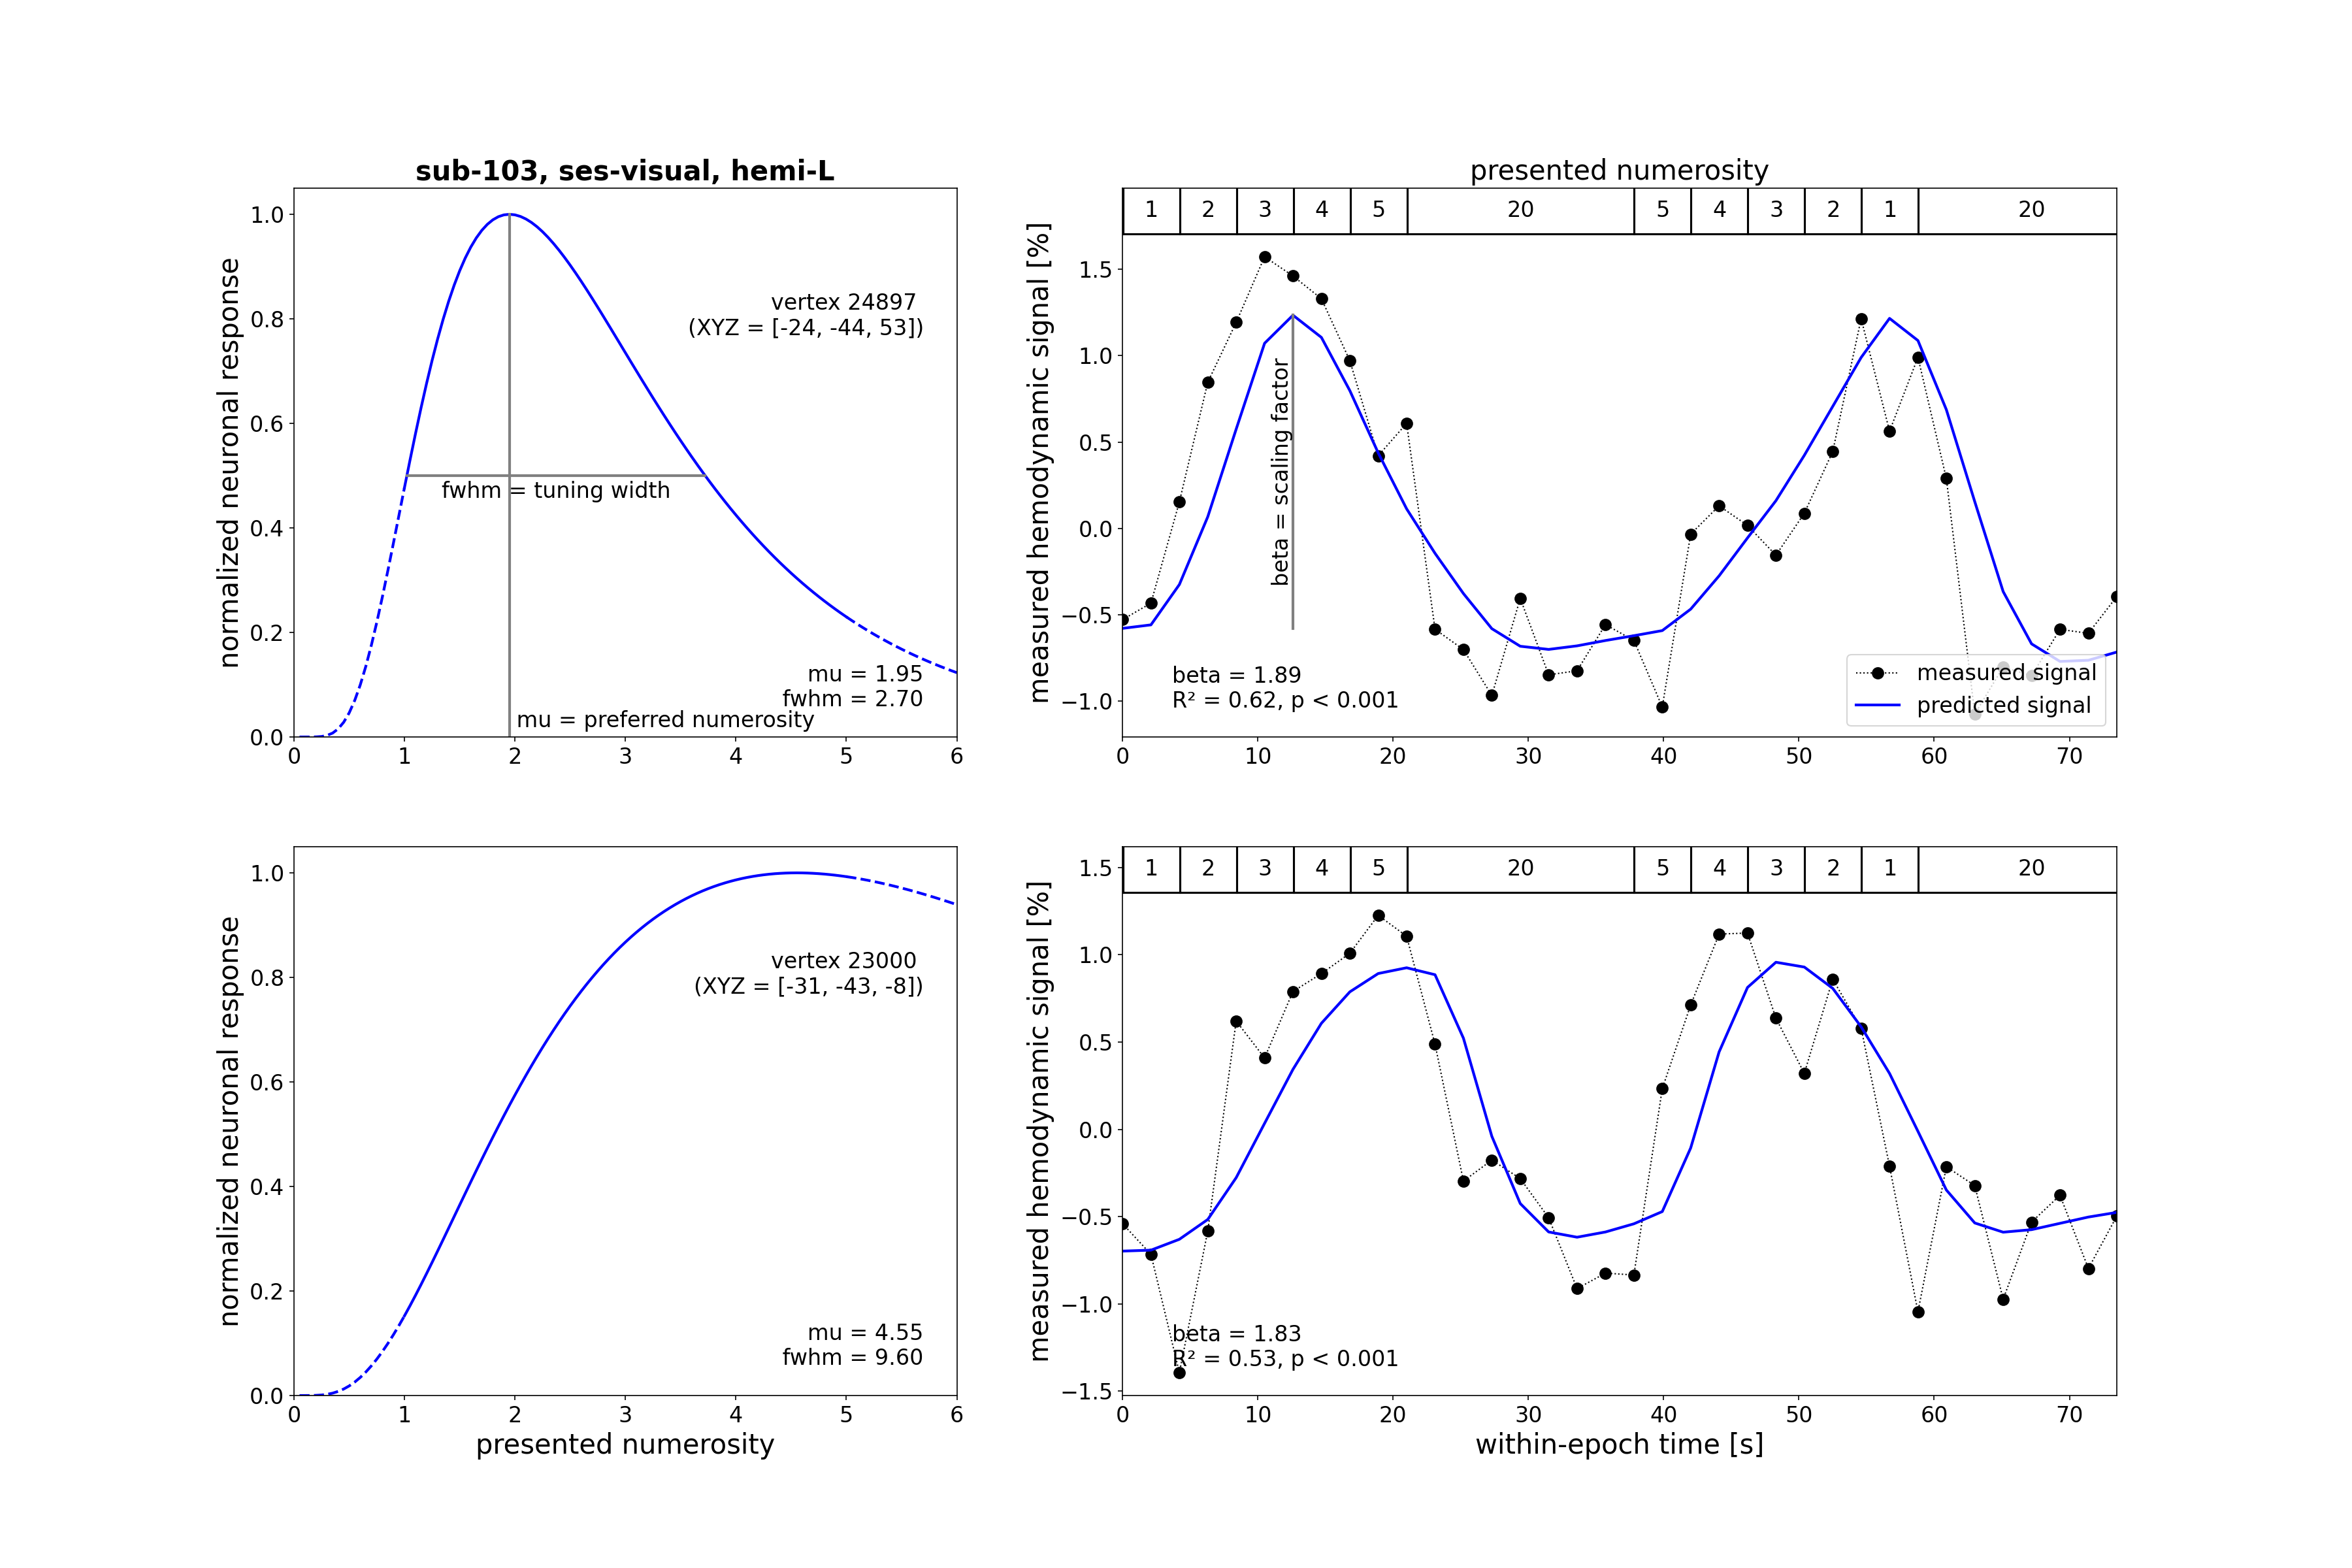 sub-103, ses-visual, hemi-L
normalized neuronal response
1.0
0.8
0.6
0.4
0.2
0.0
0 1 2 3 4 5 6
vertex 24897
(XYZ = [-24, -44, 53])
fwhm = tuning width
mu = 1.95
fwhm = 2.70
mu = preferred numerosity
presented numerosity
1 2 3 4 5 20 5 4 3 2 1 20
measured hemodynamic signal [%]
1.5
1.0
0.5
0.0
−0.5
−1.0
0 10 20 30 40 50 60 70
beta = scaling factor
beta = 1.89
R² = 0.62, p < 0.001
measured signal
predicted signal
normalized neuronal response
1.0
0.8
0.6
0.4
0.2
0.0
0 1 2 3 4 5 6
presented numerosity
vertex 23000
(XYZ = [-31, -43, -8])
mu = 4.55
fwhm = 9.60
1 2 3 4 5 20 5 4 3 2 1 20
measured hemodynamic signal [%]
1.5
1.0
0.5
0.0
−0.5
−1.0
−1.5
0 10 20 30 40 50 60 70
within-epoch time [s]
beta = 1.83
R² = 0.53, p < 0.001